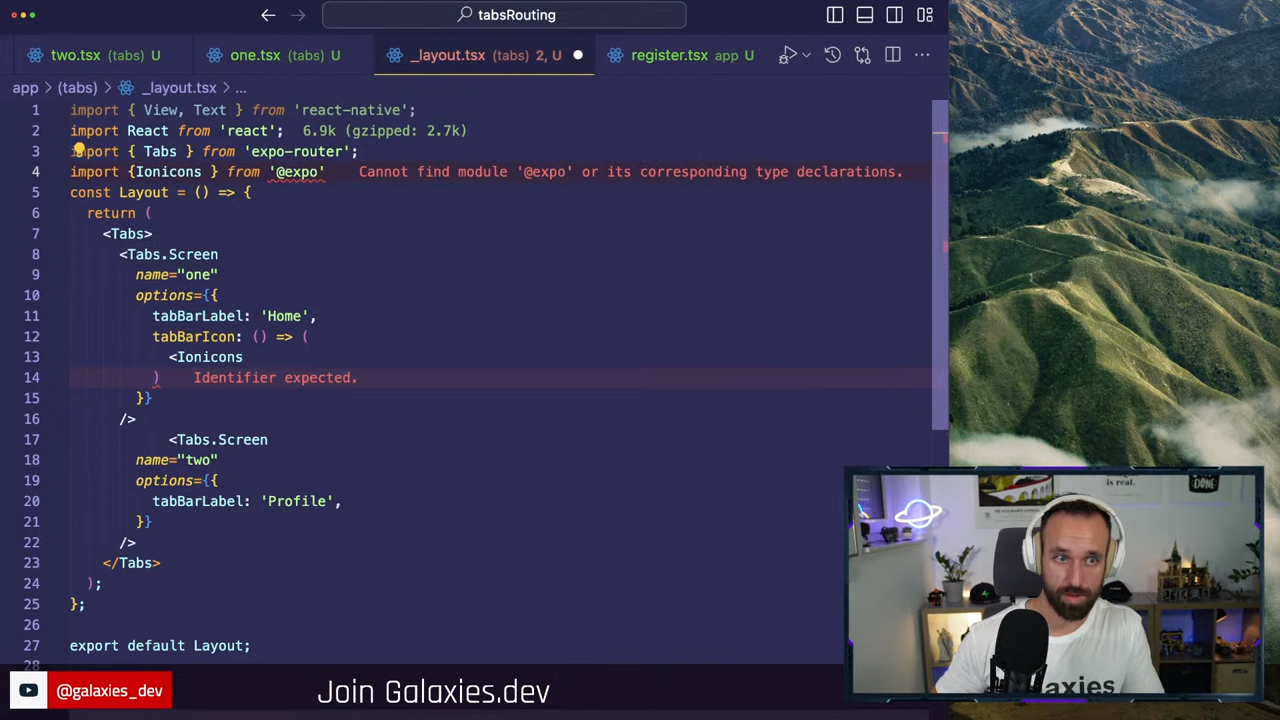 tabsRouting
two.tsx (tabs) U
one.tsx (tabs) U
_layout.tsx (tabs) 2, U
register.tsx app U
app > (tabs) > _layout.tsx > ...
1 import { View, Text } from 'react-native';
2 import React from 'react'; 6.9k (gzipped: 2.7k)
3 import { Tabs } from 'expo-router';
4 import {Ionicons } from '@expo' Cannot find module '@expo' or its corresponding type declarations.
5 const Layout = () => {
6 return (
7 <Tabs>
8 <Tabs.Screen
9 name="one"
10 options={{
11 tabBarLabel: 'Home',
12 tabBarIcon: () => (
13 <Ionicons
14 ) Identifier expected.
15 }}
16 />
17 <Tabs.Screen
18 name="two"
19 options={{
20 tabBarLabel: 'Profile',
21 }}
22 />
23 </Tabs>
24 );
25 };
26
27 export default Layout;
28
is real.
DONE
@galaxies_dev
Join Galaxies.dev